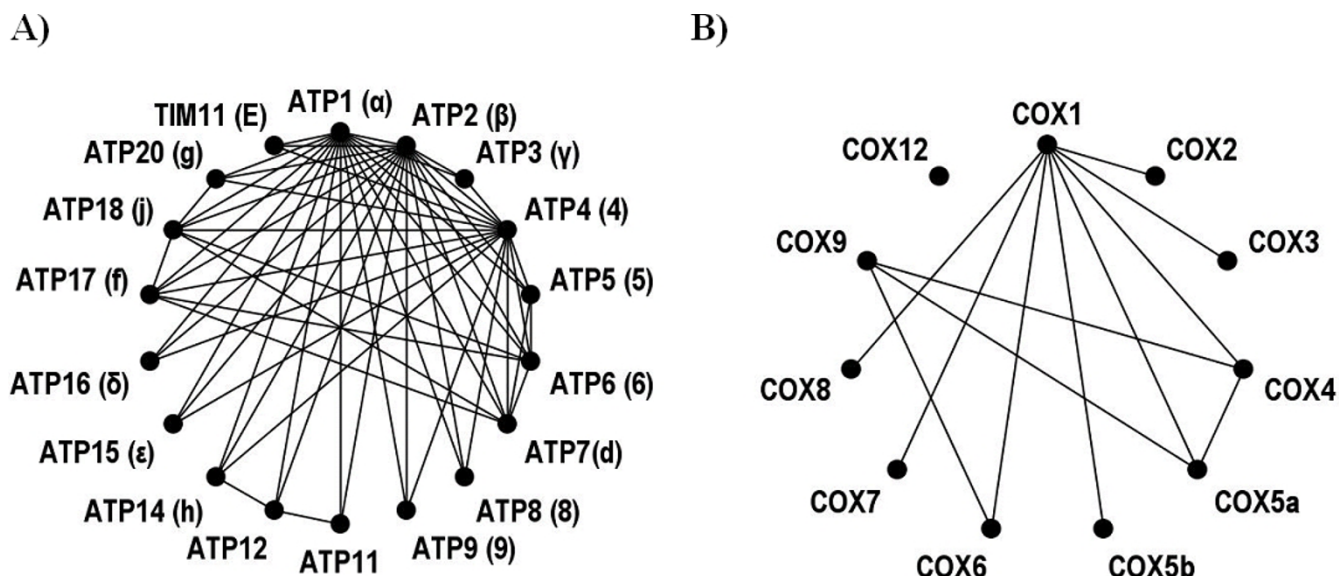 A)
B)
ATP1 (α)
TIM11 (E)
ATP2 (β)
ATP20 (g)
ATP3 (γ)
ATP18 (j)
ATP4 (4)
ATP17 (f)
ATP5 (5)
ATP16 (δ)
ATP6 (6)
ATP15 (ε)
ATP7(d)
ATP14 (h)
ATP8 (8)
ATP12
ATP11
ATP9 (9)
COX1
COX12
COX2
COX9
COX3
COX8
COX4
COX7
COX5a
COX6
COX5b